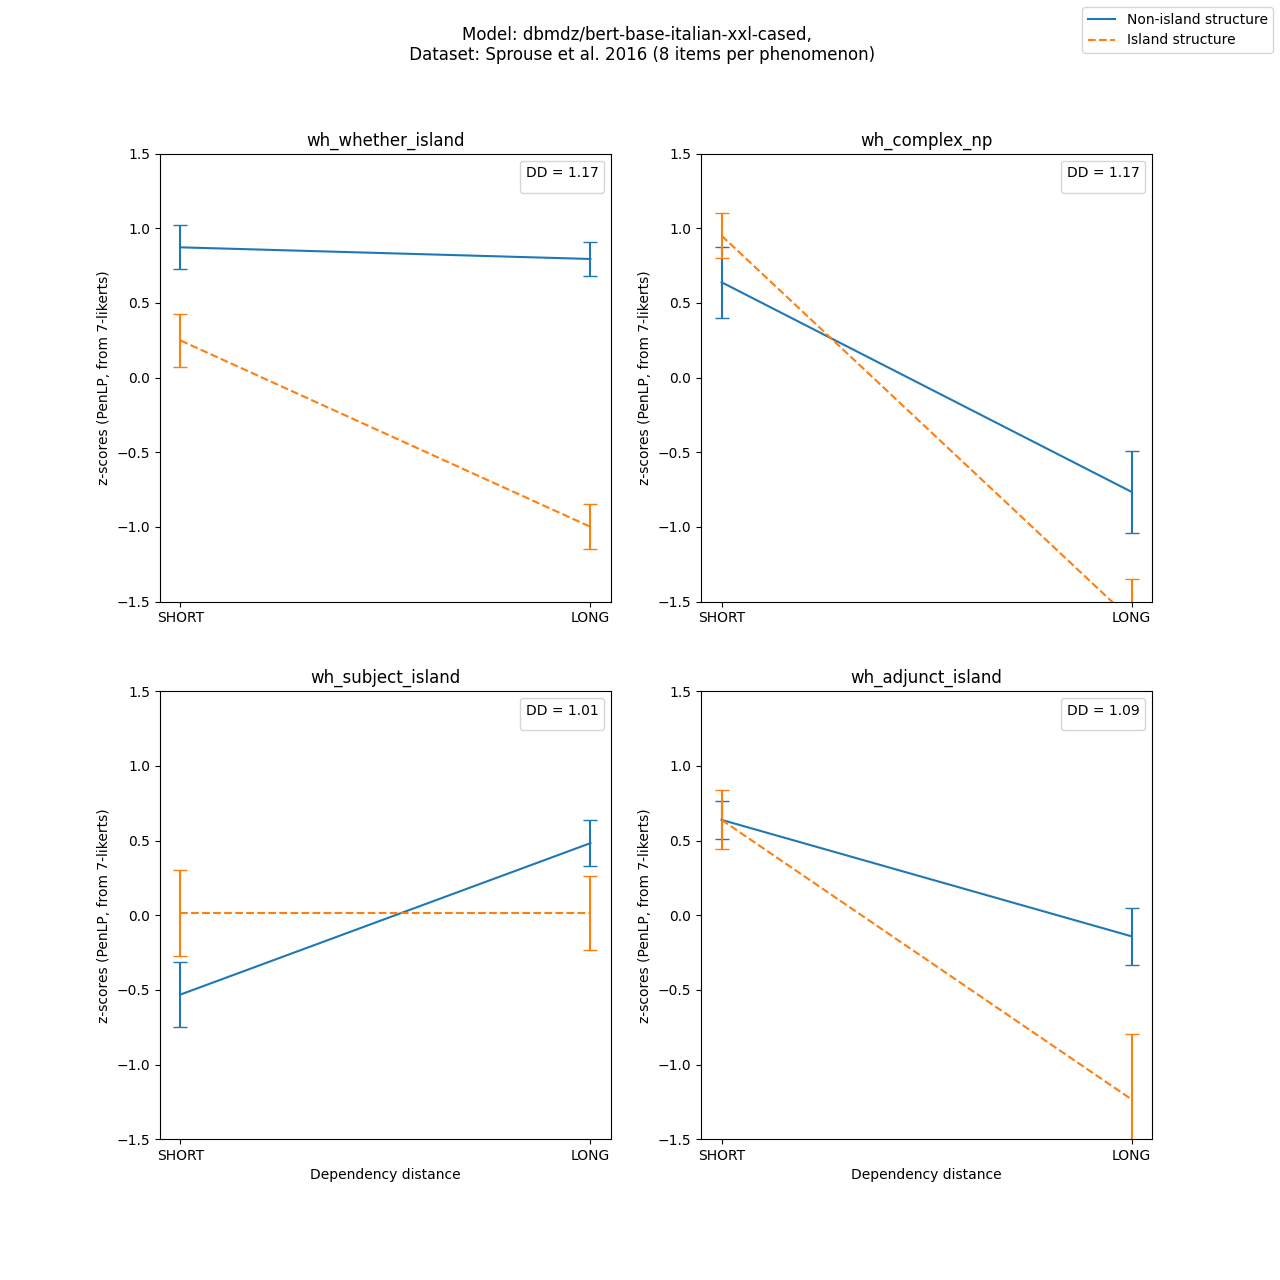 Model: dbmdz/bert-base-italian-xxl-cased,
Dataset: Sprouse et al. 2016 (8 items per phenomenon)
Non-island structure
Island structure
wh_whether_island
DD = 1.17
1.5
1.0
0.5
0.0
−0.5
−1.0
−1.5
z-scores (PenLP, from 7-likerts)
SHORT
LONG
wh_complex_np
DD = 1.17
1.5
1.0
0.5
0.0
−0.5
−1.0
−1.5
z-scores (PenLP, from 7-likerts)
SHORT
LONG
wh_subject_island
DD = 1.01
1.5
1.0
0.5
0.0
−0.5
−1.0
−1.5
z-scores (PenLP, from 7-likerts)
SHORT
LONG
Dependency distance
wh_adjunct_island
DD = 1.09
1.5
1.0
0.5
0.0
−0.5
−1.0
−1.5
z-scores (PenLP, from 7-likerts)
SHORT
LONG
Dependency distance